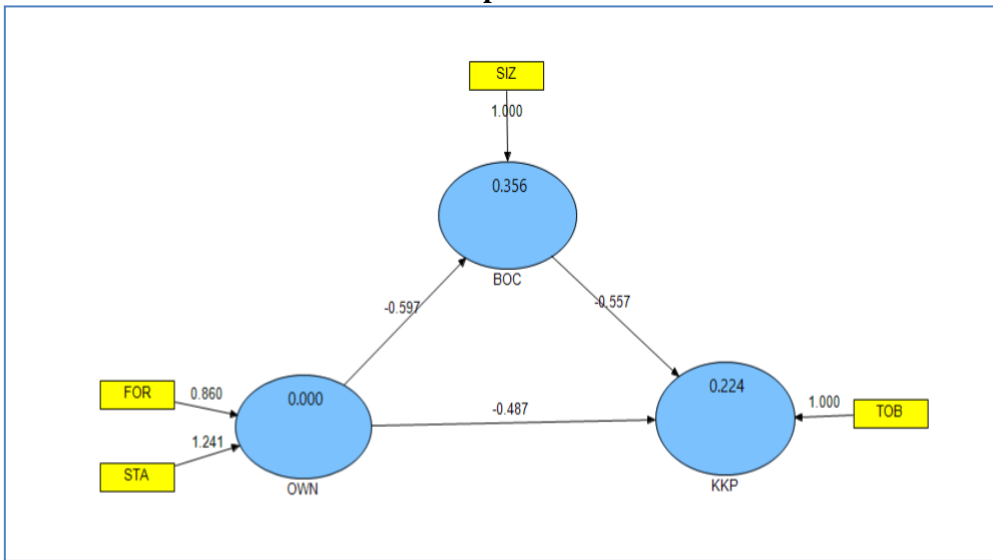 SIZ
1.000
0.356
BOC
-0.597
-0.557
FOR
0.860
0.000
-0.487
0.224
1.000
TOB
1.241
STA
OWN
KKP